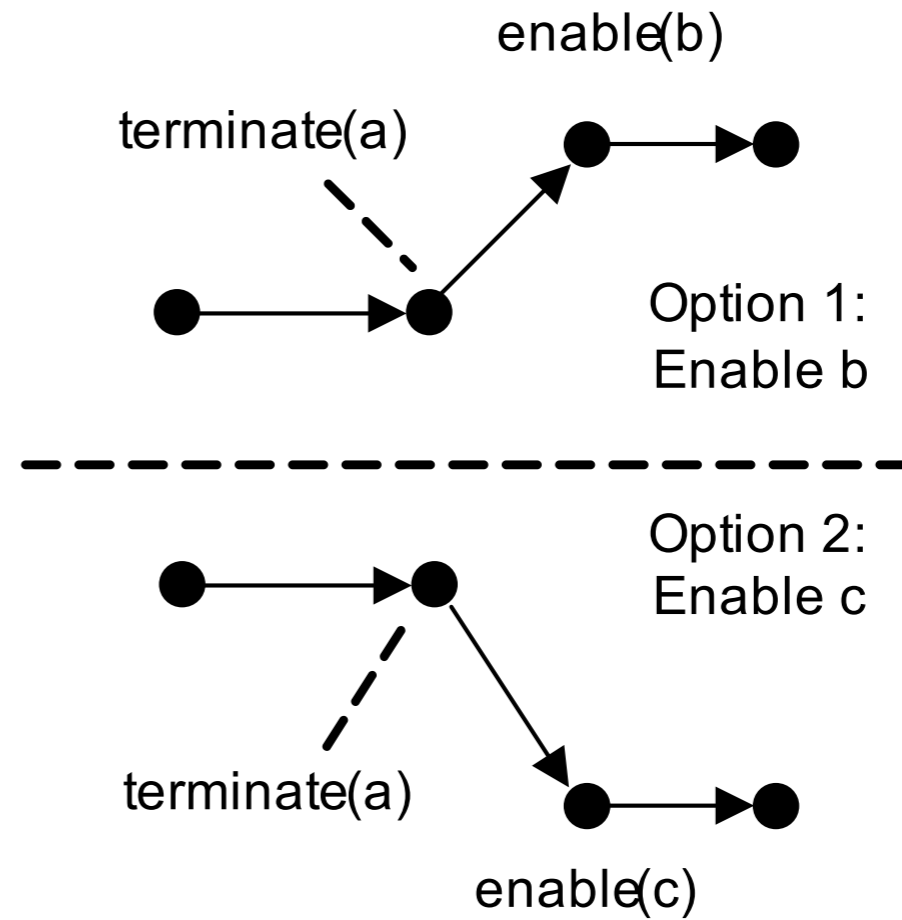 enable(b)
terminate(a)
Option 1:
Enable b
Option 2:
Enable c
terminate(a)
enable(c)